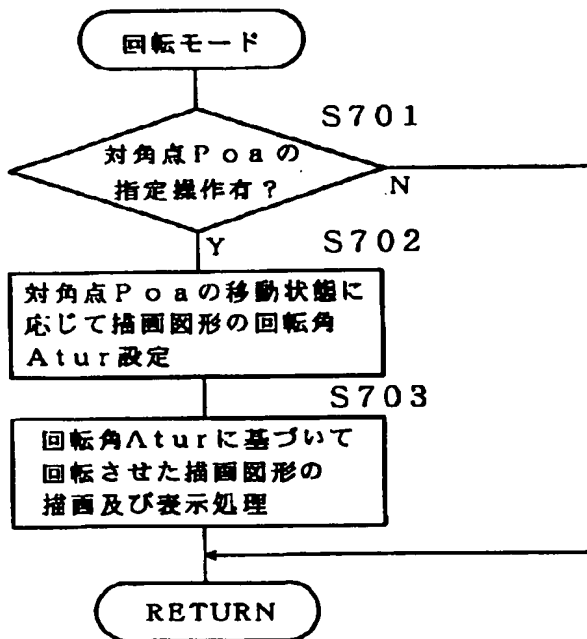 回転モード
S701
対角点Poaの
指定操作有?
N
Y
S702
対角点Poaの移動状態に
応じて描画図形の回転角
Atur設定
S703
回転角Aturに基づいて
回転させた描画図形の
描画及び表示処理
RETURN